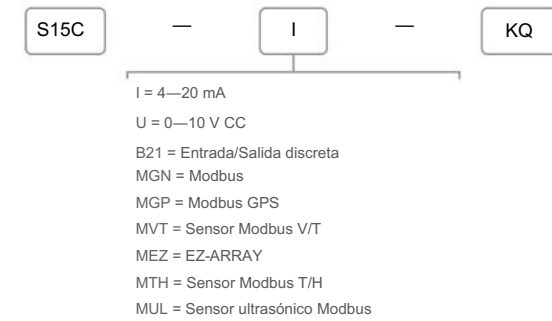 S15C — I — KQ
I = 4—20 mA
U = 0—10 V CC
B21 = Entrada/Salida discreta
MGN = Modbus
MGP = Modbus GPS
MVT = Sensor Modbus V/T
MEZ = EZ-ARRAY
MTH = Sensor Modbus T/H
MUL = Sensor ultrasónico Modbus